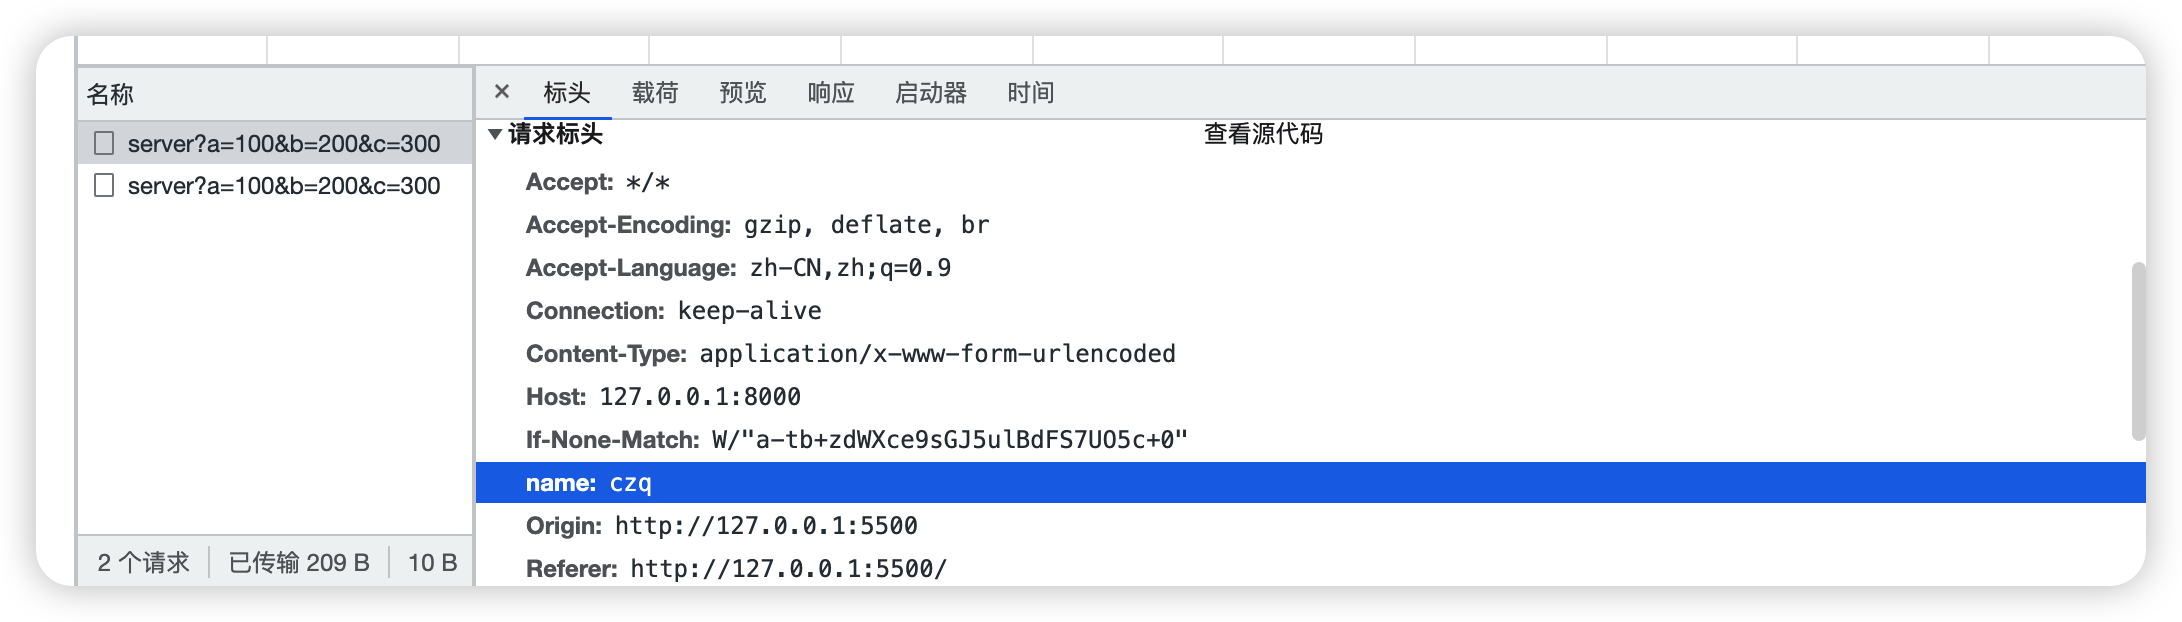 名称
server?a=100&b=200&c=300
server?a=100&b=200&c=300
2 个请求 已传输 209 B 10 B
× 标头 载荷 预览 响应 启动器 时间
▼请求标头 查看源代码
Accept: */*
Accept-Encoding: gzip, deflate, br
Accept-Language: zh-CN,zh;q=0.9
Connection: keep-alive
Content-Type: application/x-www-form-urlencoded
Host: 127.0.0.1:8000
If-None-Match: W/"a-tb+zdWXce9sGJ5ulBdFS7UO5c+0"
name: czq
Origin: http://127.0.0.1:5500
Referer: http://127.0.0.1:5500/